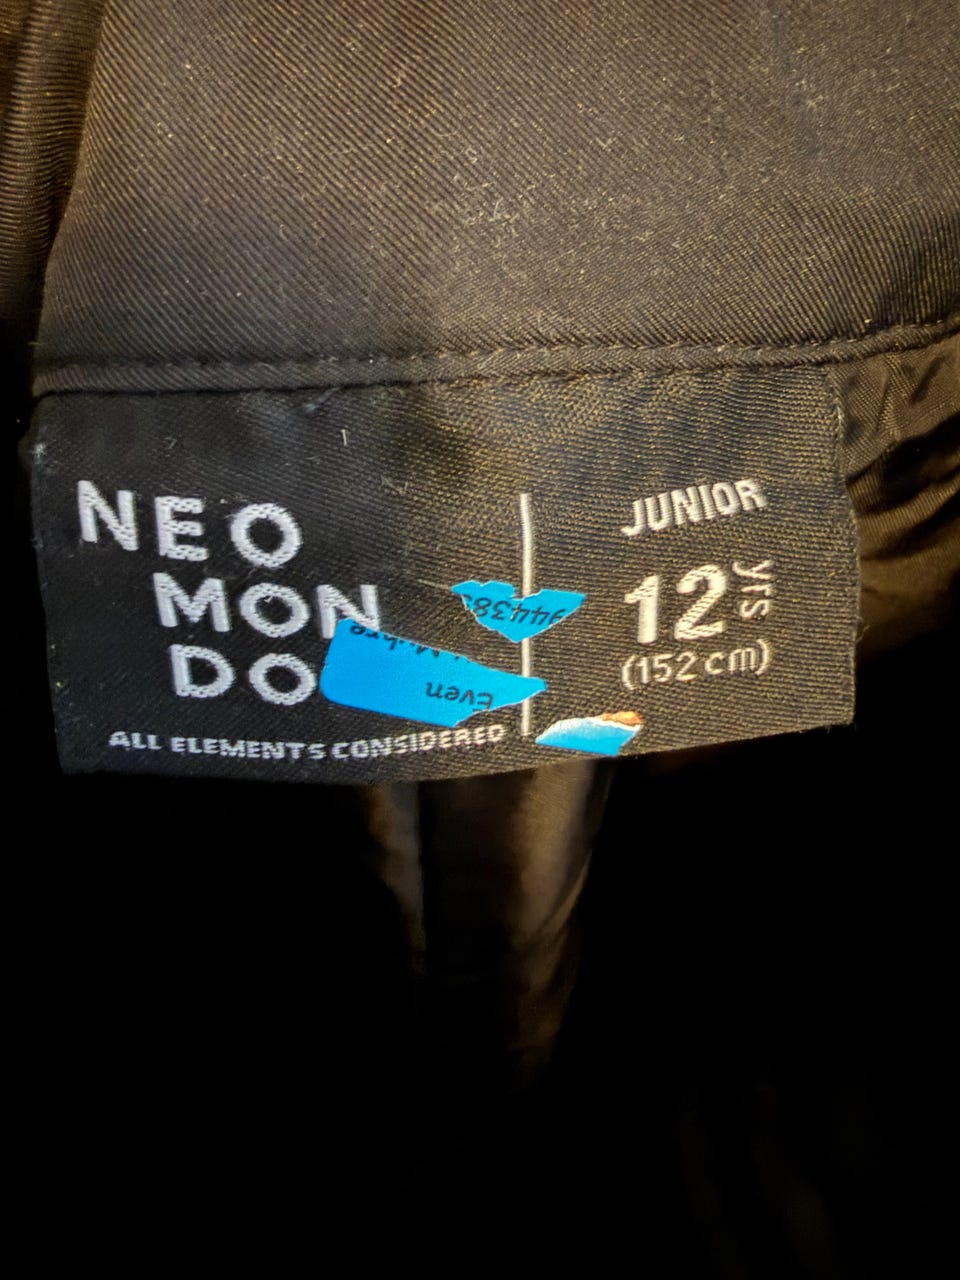 NEO
MON
DO
ALL ELEMENTS CONSIDERED
JUNIOR
12 yrs
(152 cm)
Even